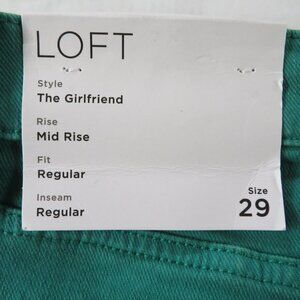 LOFT
Style
The Girlfriend
Rise
Mid Rise
Fit
Regular
Inseam
Regular
Size
29